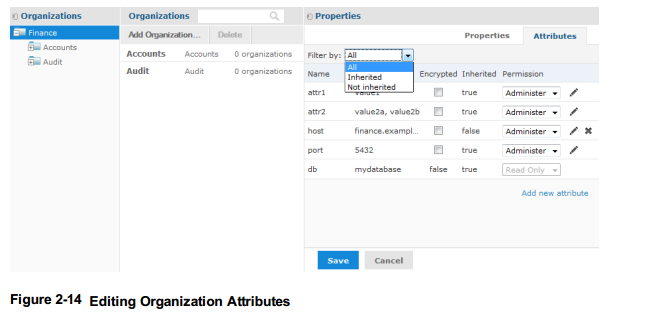 Organizations
Finance
Accounts
Audit
Organizations
Add Organization... Delete
Accounts Accounts 0 organizations
Audit Audit 0 organizations
Properties
Properties Attributes
Filter by: All
All
Inherited
Not inherited
Name Encrypted Inherited Permission
attr1 value1 true Administer
attr2 value2a, value2b true Administer
host finance.exampl... false Administer
port 5432 true Administer
db mydatabase false true Read Only
Add new attribute
Save Cancel
Figure 2-14 Editing Organization Attributes